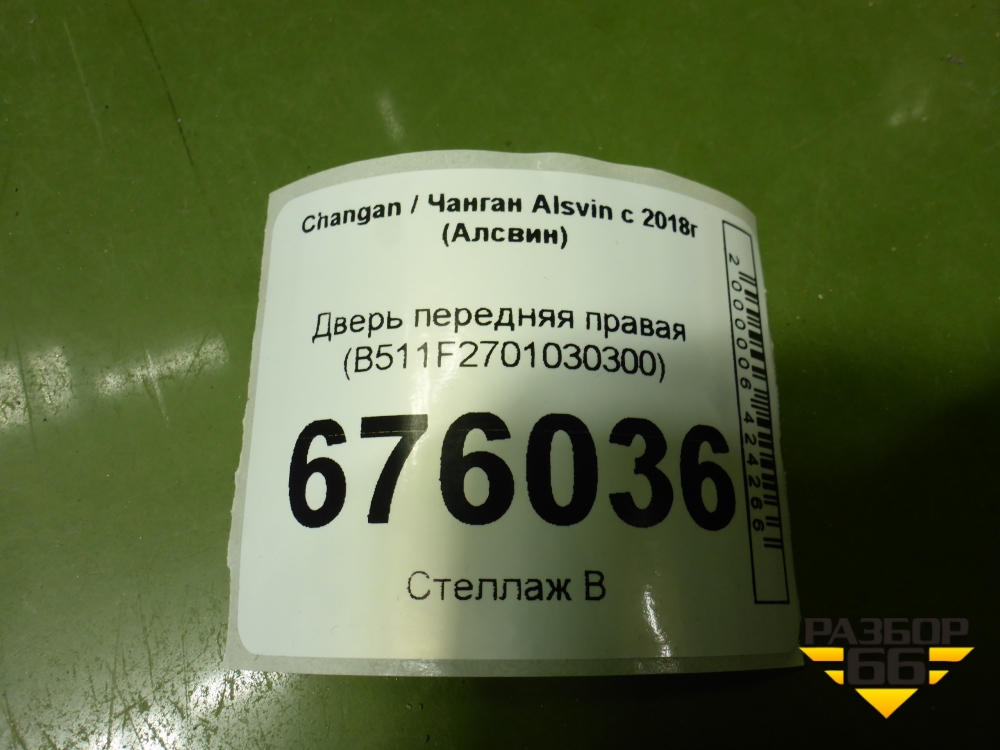 Changan / Чанган Alsvin с 2018г
(Алсвин)
Дверь передняя правая
(B511F2701030300)
676036
Стеллаж В
2000006424266
РАЗБОР
66